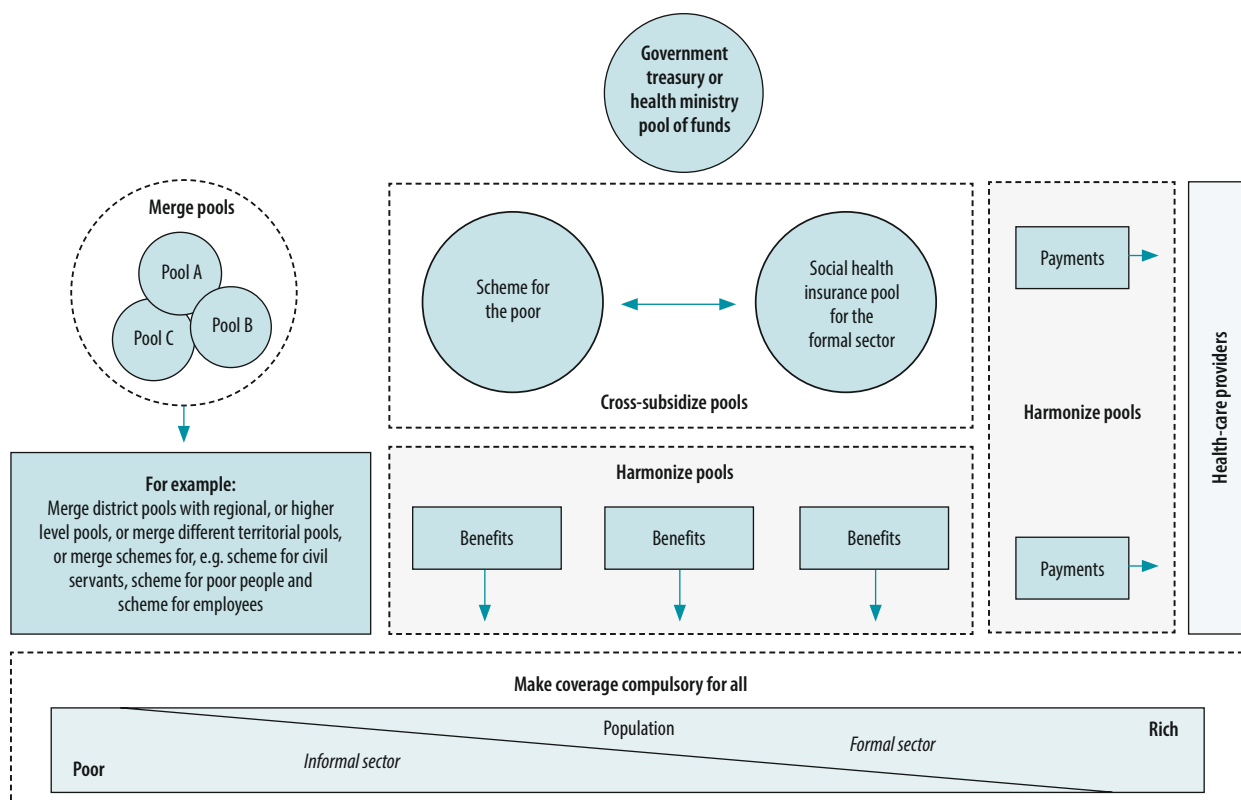 Government
treasury or
health ministry
pool of funds
Merge pools
Pool A
Pool B
Pool C
For example:
Merge district pools with regional, or higher
level pools, or merge different territorial pools,
or merge schemes for, e.g. scheme for civil
servants, scheme for poor people and
scheme for employees
Scheme for
the poor
Social health
insurance pool
for the
formal sector
Cross-subsidize pools
Harmonize pools
Benefits
Benefits
Benefits
Payments
Harmonize pools
Payments
Health-care providers
Make coverage compulsory for all
Population
Rich
Formal sector
Informal sector
Poor